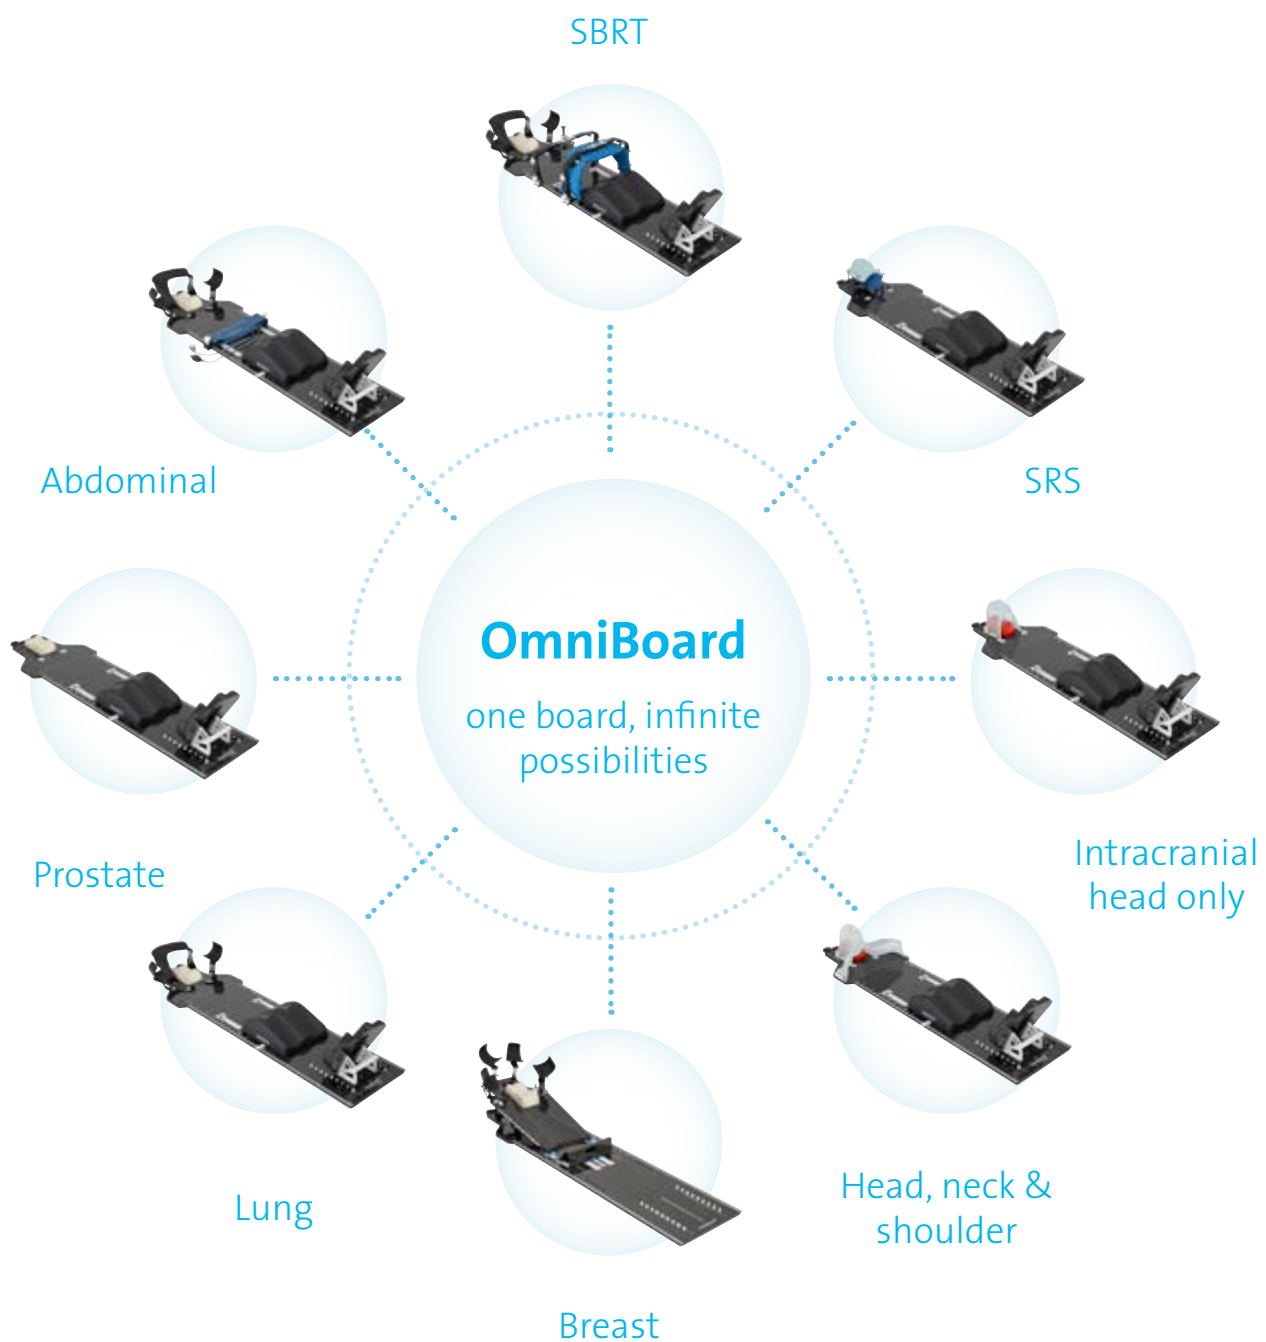 SBRT
Abdominal
SRS
OmniBoard
one board, infinite
possibilities
Prostate
Intracranial
head only
Lung
Head, neck &
shoulder
Breast